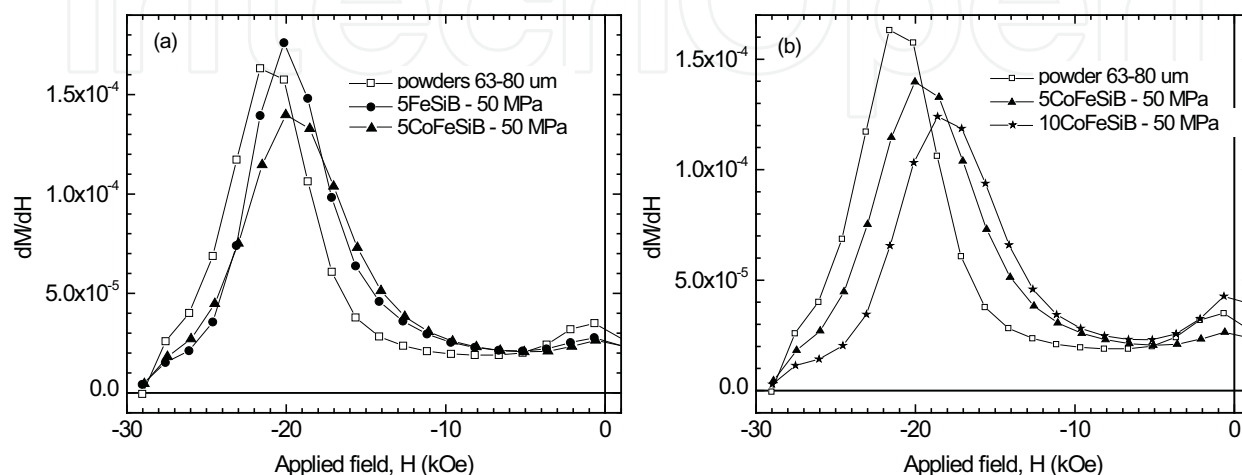 (a)
powders 63-80 um
5FeSiB - 50 MPa
5CoFeSiB - 50 MPa
1.5x10⁻⁴
1.0x10⁻⁴
5.0x10⁻⁵
0.0
dM/dH
-30
-20
-10
0
Applied field, H (kOe)
(b)
powder 63-80 um
5CoFeSiB - 50 MPa
10CoFeSiB - 50 MPa
1.5x10⁻⁴
1.0x10⁻⁴
5.0x10⁻⁵
0.0
dM/dH
-30
-20
-10
0
Applied field, H (kOe)